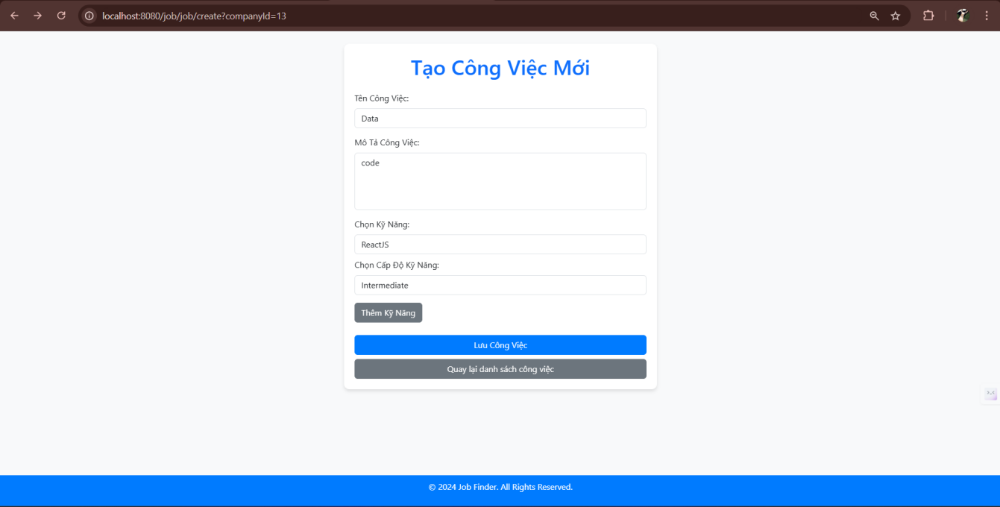 localhost:8080/job/job/create?companyId=13
Tạo Công Việc Mới
Tên Công Việc:
Data
Mô Tả Công Việc:
code
Chọn Kỹ Năng:
ReactJS
Chọn Cấp Độ Kỹ Năng:
Intermediate
Thêm Kỹ Năng
Lưu Công Việc
Quay lại danh sách công việc
© 2024 Job Finder. All Rights Reserved.